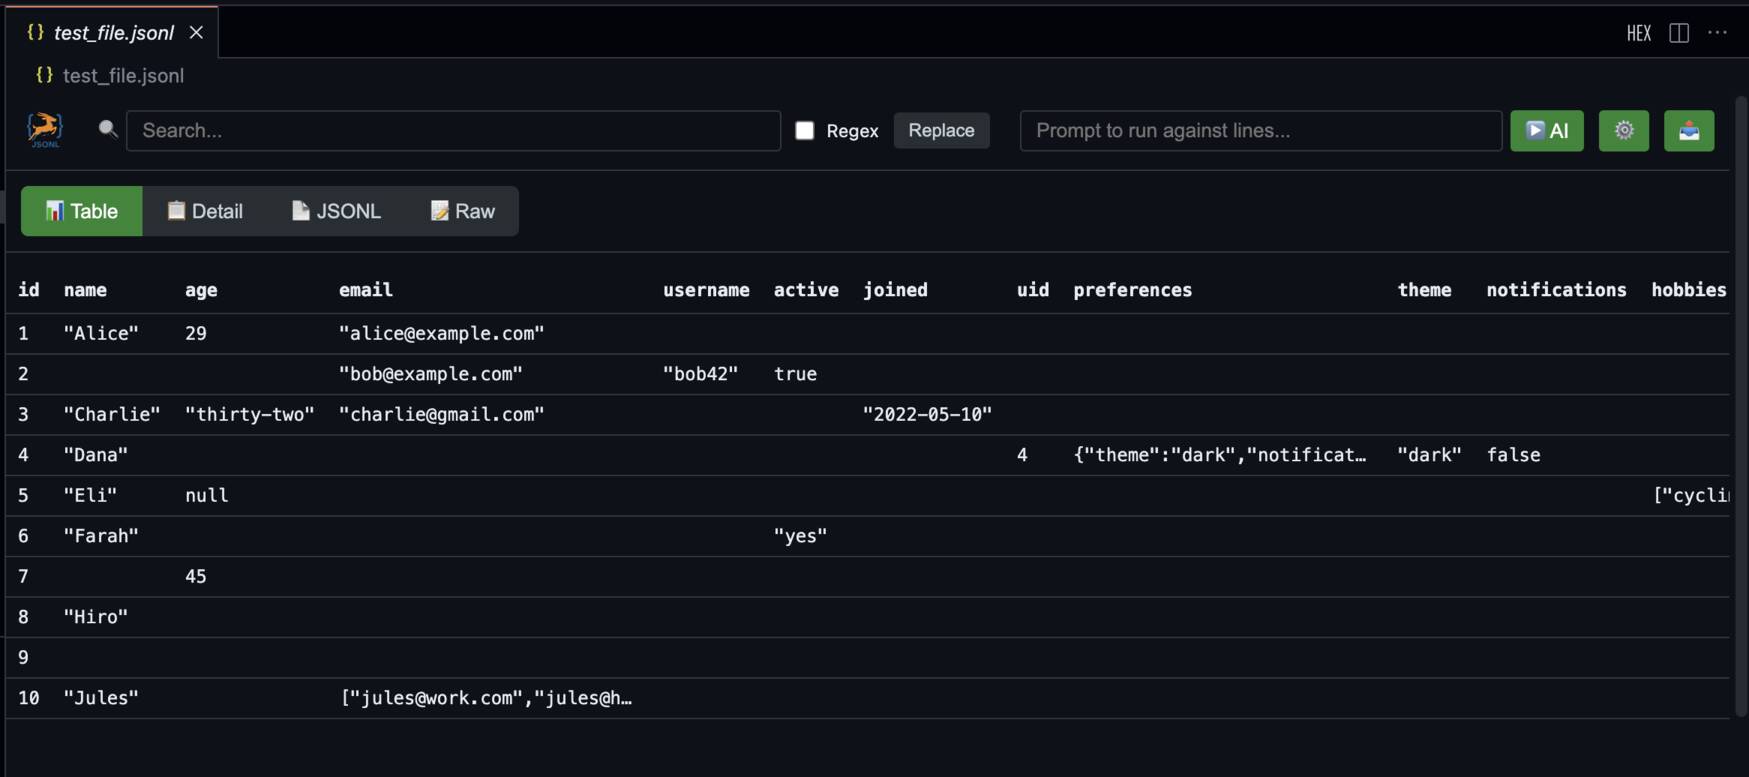 {} test_file.jsonl × HEX ...
{} test_file.jsonl
JSONL Search... Regex Replace Prompt to run against lines... AI
Table Detail JSONL Raw
id name age email username active joined uid preferences theme notifications hobbies
1 "Alice" 29 "alice@example.com"
2 "bob@example.com" "bob42" true
3 "Charlie" "thirty-two" "charlie@gmail.com" "2022-05-10"
4 "Dana" 4 {"theme":"dark","notificat… "dark" false
5 "Eli" null ["cyclin
6 "Farah" "yes"
7 45
8 "Hiro"
9
10 "Jules" ["jules@work.com","jules@h…